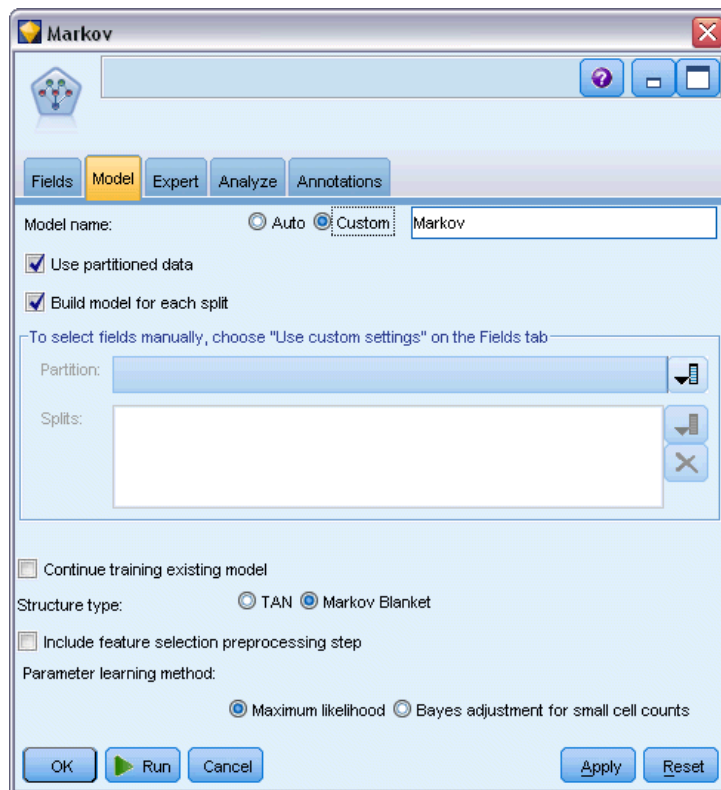 Markov
Fields Model Expert Analyze Annotations
Model name: Auto Custom Markov
Use partitioned data
Build model for each split
To select fields manually, choose "Use custom settings" on the Fields tab
Partition:
Splits:
Continue training existing model
Structure type: TAN Markov Blanket
Include feature selection preprocessing step
Parameter learning method:
Maximum likelihood Bayes adjustment for small cell counts
OK Run Cancel Apply Reset